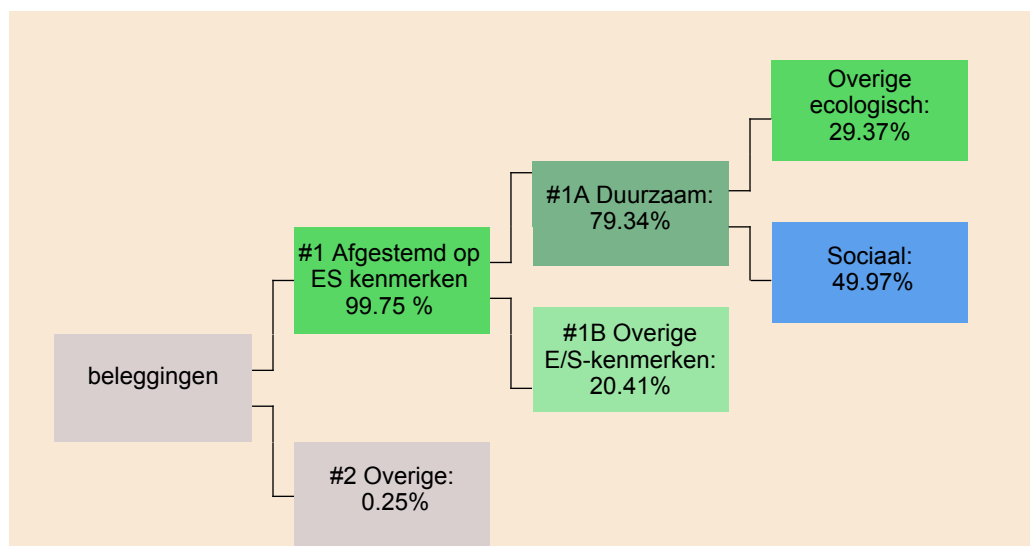 beleggingen
#1 Afgestemd op
ES kenmerken
99.75 %
#2 Overige:
0.25%
#1A Duurzaam:
79.34%
#1B Overige
E/S-kenmerken:
20.41%
Overige
ecologisch:
29.37%
Sociaal:
49.97%